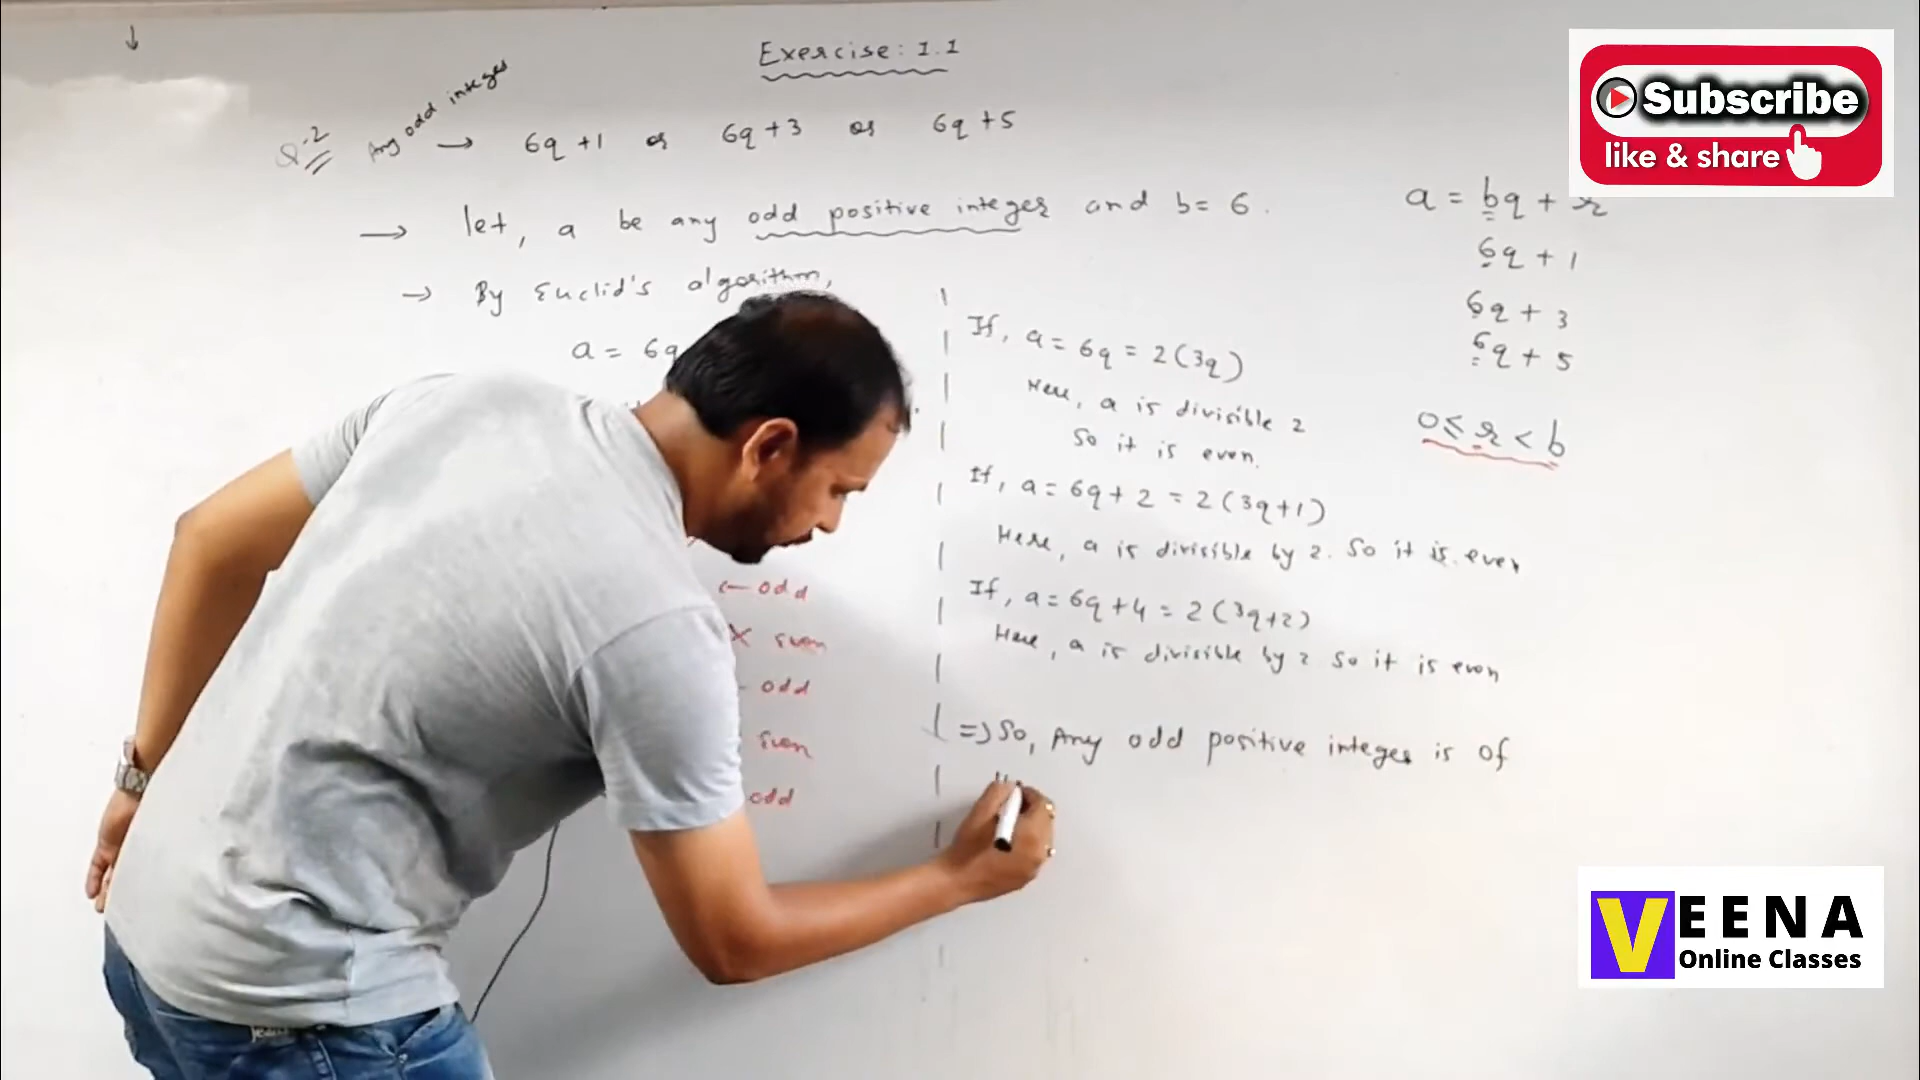 Exercise: 1.1
Q-2 Any odd integer → 6q+1 or 6q+3 or 6q+5
→ let, a be any odd positive integer and b= 6.
→ By Euclid's algorithm,
a= 6q
← odd
× even
- odd
even
odd
If, a= 6q = 2(3q)
Here, a is divisible 2
So it is even.
If, a= 6q+2 = 2(3q+1)
Here, a is divisible by 2. So it is even
If, a= 6q+4 = 2(3q+2)
Here, a is divisible by 2 so it is even
=> So, Any odd positive integer is of
a = bq + r
6q + 1
6q + 3
6q + 5
0≤ r < b
Subscribe
like & share
VEENA
Online Classes